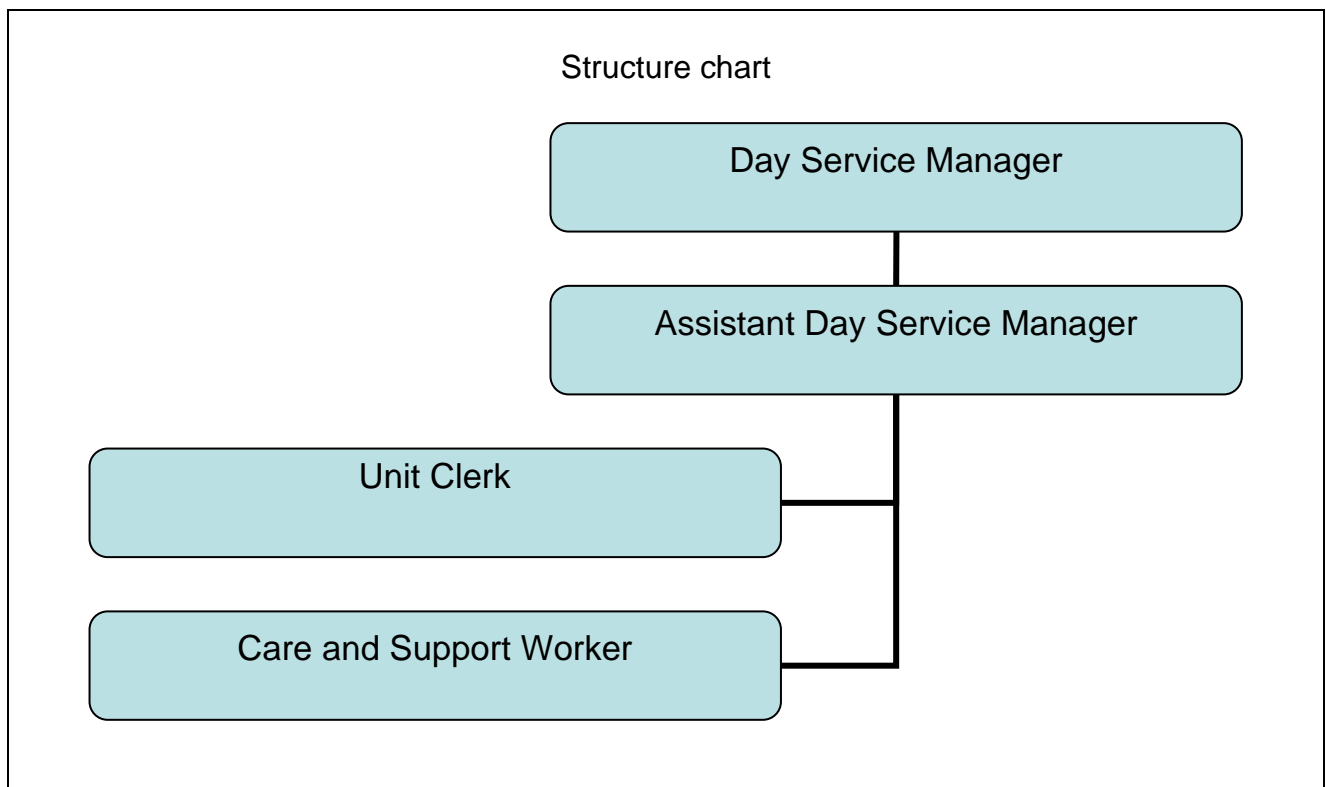 Structure chart
Day Service Manager
Assistant Day Service Manager
Unit Clerk
Care and Support Worker